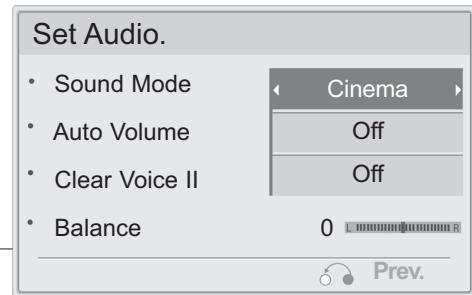 Set Audio.
• Sound Mode Cinema
• Auto Volume Off
• Clear Voice II Off
• Balance 0 L R
Prev.